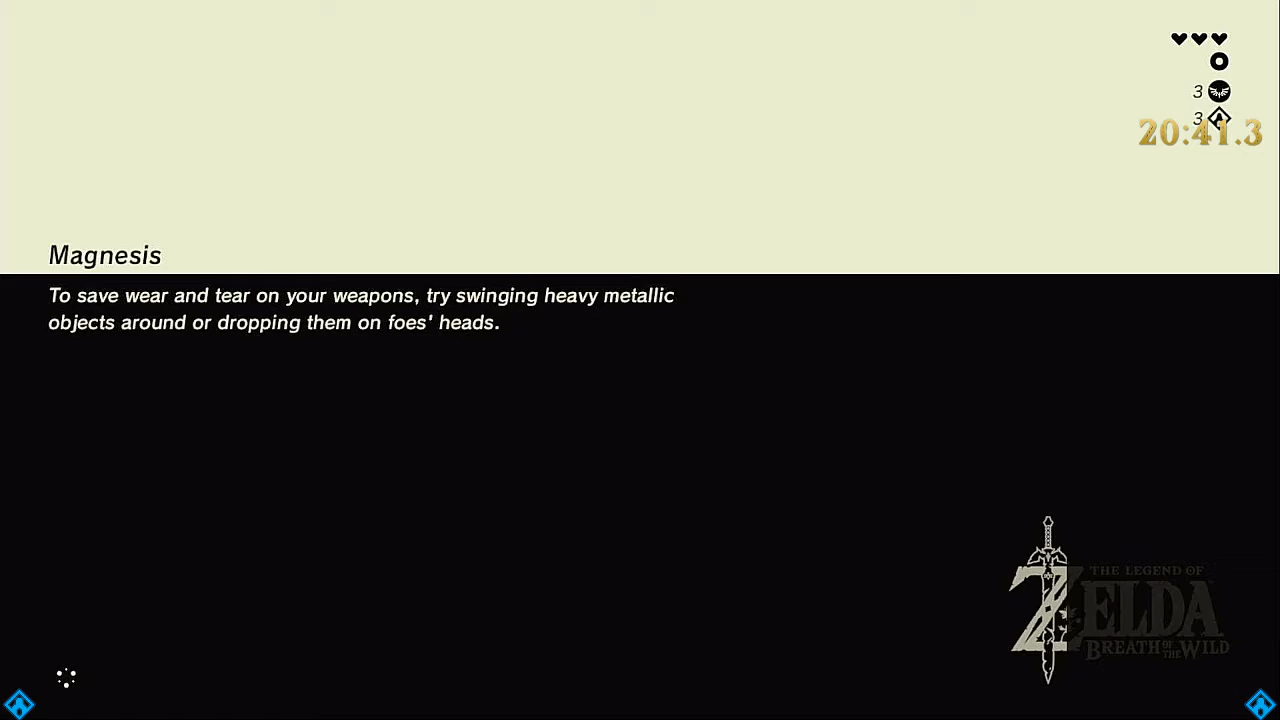 3
3
20:41.3
Magnesis
To save wear and tear on your weapons, try swinging heavy metallic
objects around or dropping them on foes' heads.
THE LEGEND OF
ZELDA
BREATH OF THE WILD